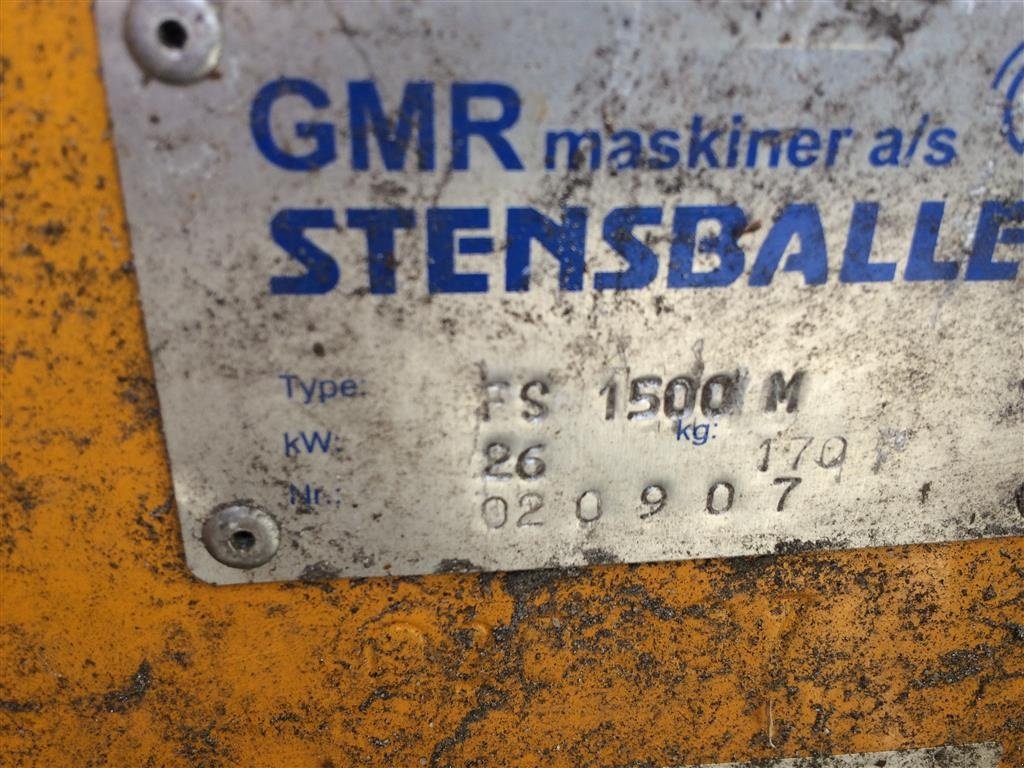 GMR maskiner a/s
STENSBALLE
Type: FS 1500 M
kW: 26 kg: 170
Nr.: 020907